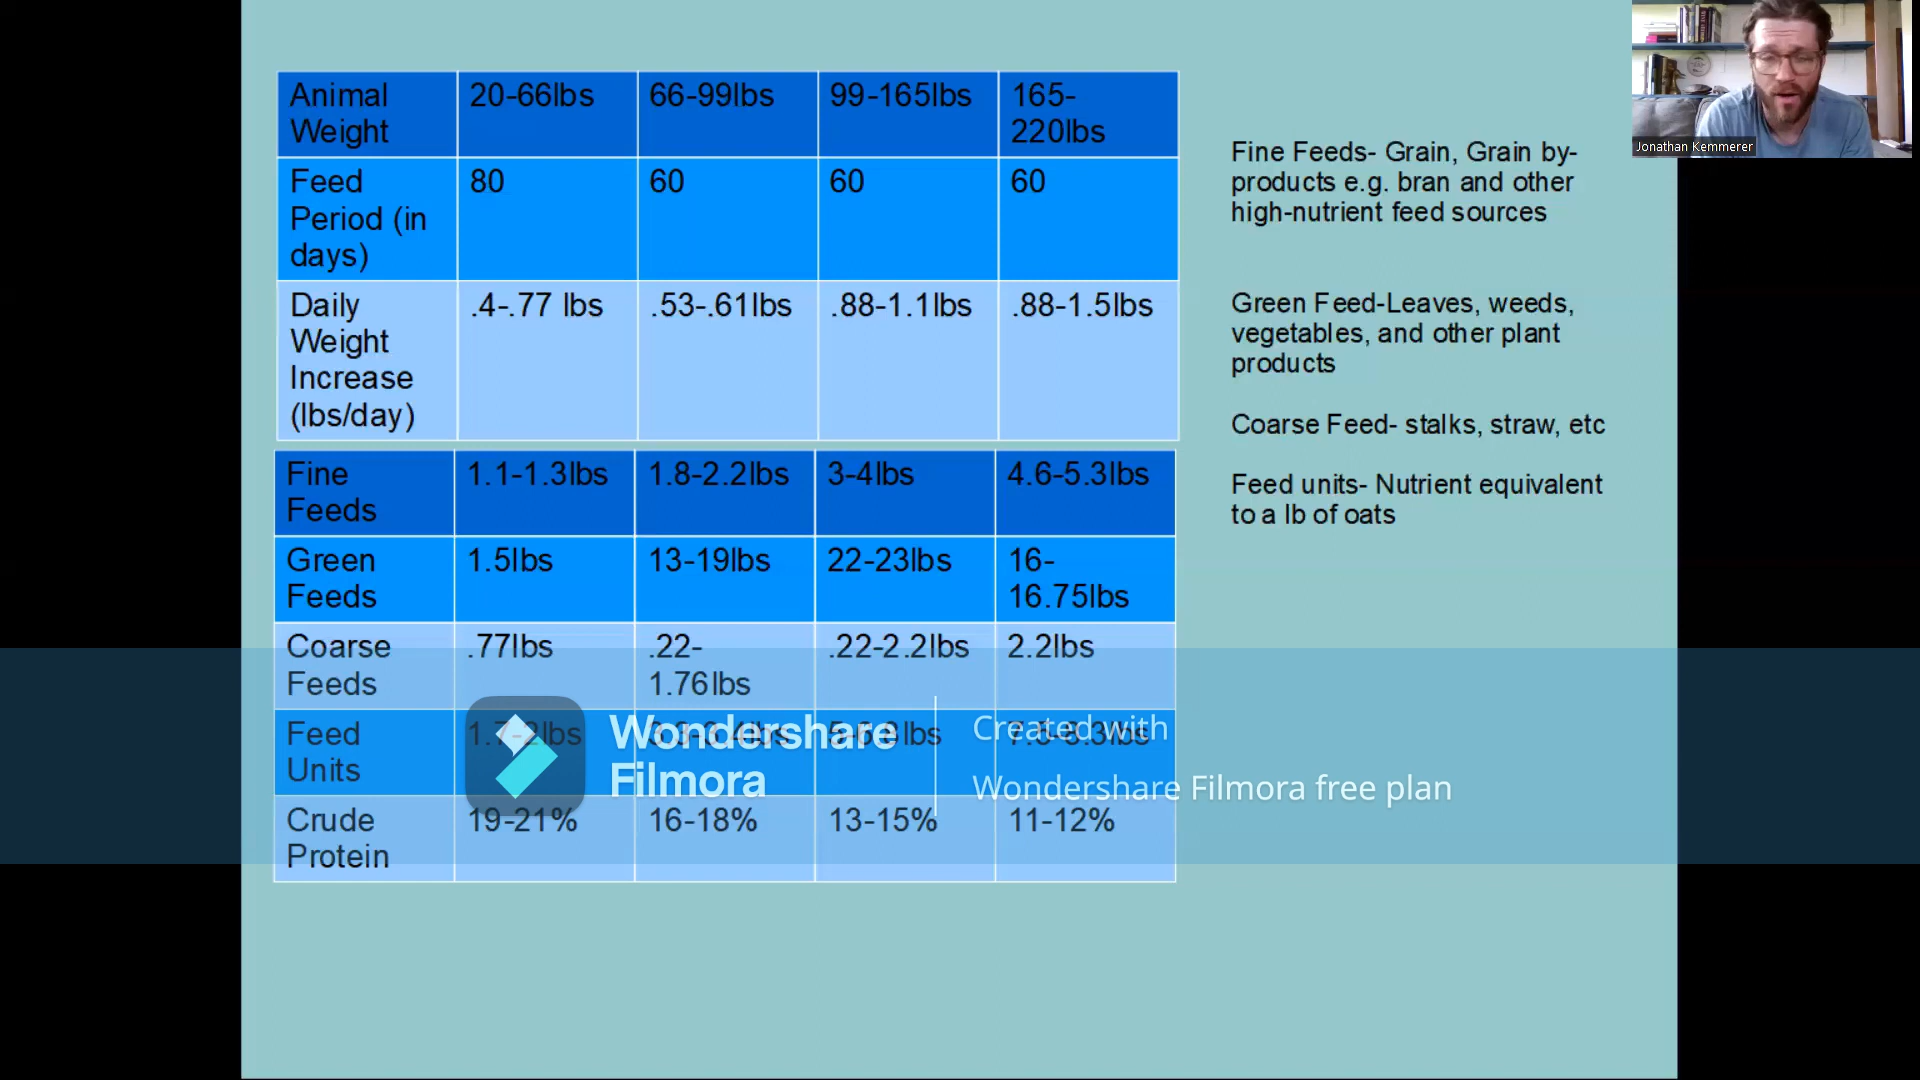 Animal Weight 20-66lbs 66-99lbs 99-165lbs 165-220lbs
Feed Period (in days) 80 60 60 60
Daily Weight Increase (lbs/day) .4-.77 lbs .53-.61lbs .88-1.1lbs .88-1.5lbs
Fine Feeds 1.1-1.3lbs 1.8-2.2lbs 3-4lbs 4.6-5.3lbs
Green Feeds 1.5lbs 13-19lbs 22-23lbs 16-16.75lbs
Coarse Feeds .77lbs .22-1.76lbs .22-2.2lbs 2.2lbs
Feed Units
Crude Protein 19-21% 16-18% 13-15% 11-12%
Fine Feeds- Grain, Grain by-
products e.g. bran and other
high-nutrient feed sources
Green Feed-Leaves, weeds,
vegetables, and other plant
products
Coarse Feed- stalks, straw, etc
Feed units- Nutrient equivalent
to a lb of oats
Jonathan Kemmerer
Wondershare
Filmora
Created with
Wondershare Filmora free plan